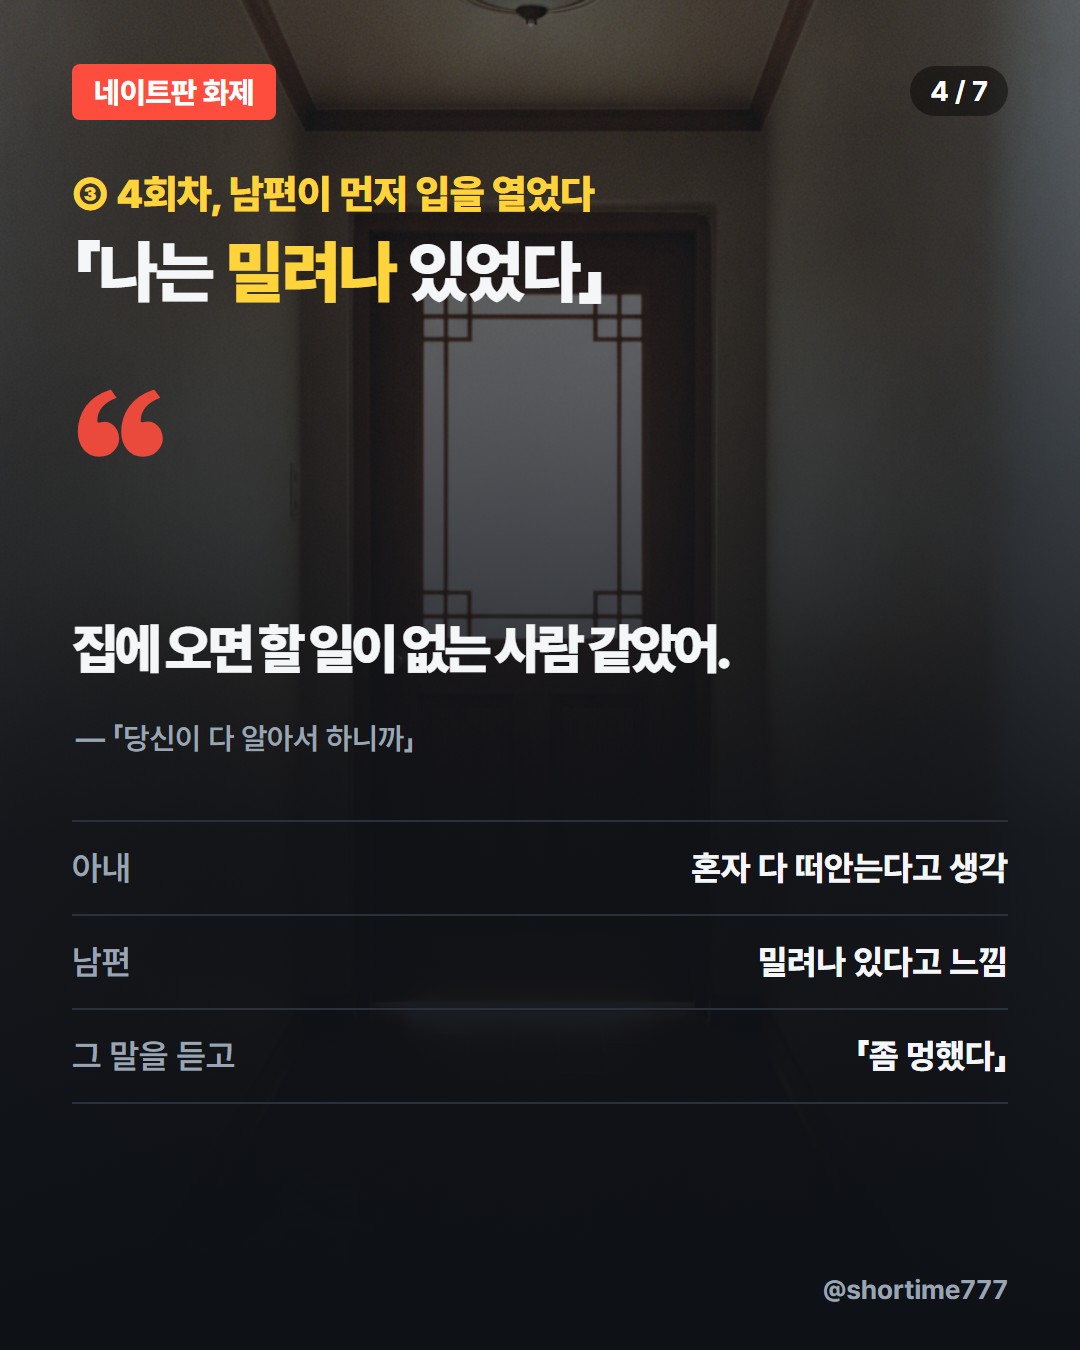 네이트판 화제
4 / 7
③ 4회차, 남편이 먼저 입을 열었다
「나는 밀려나 있었다」
“
집에 오면 할 일이 없는 사람 같았어.
— 「당신이 다 알아서 하니까」
아내 혼자 다 떠안는다고 생각
남편 밀려나 있다고 느낌
그 말을 듣고 「좀 멍했다」
@shortime777